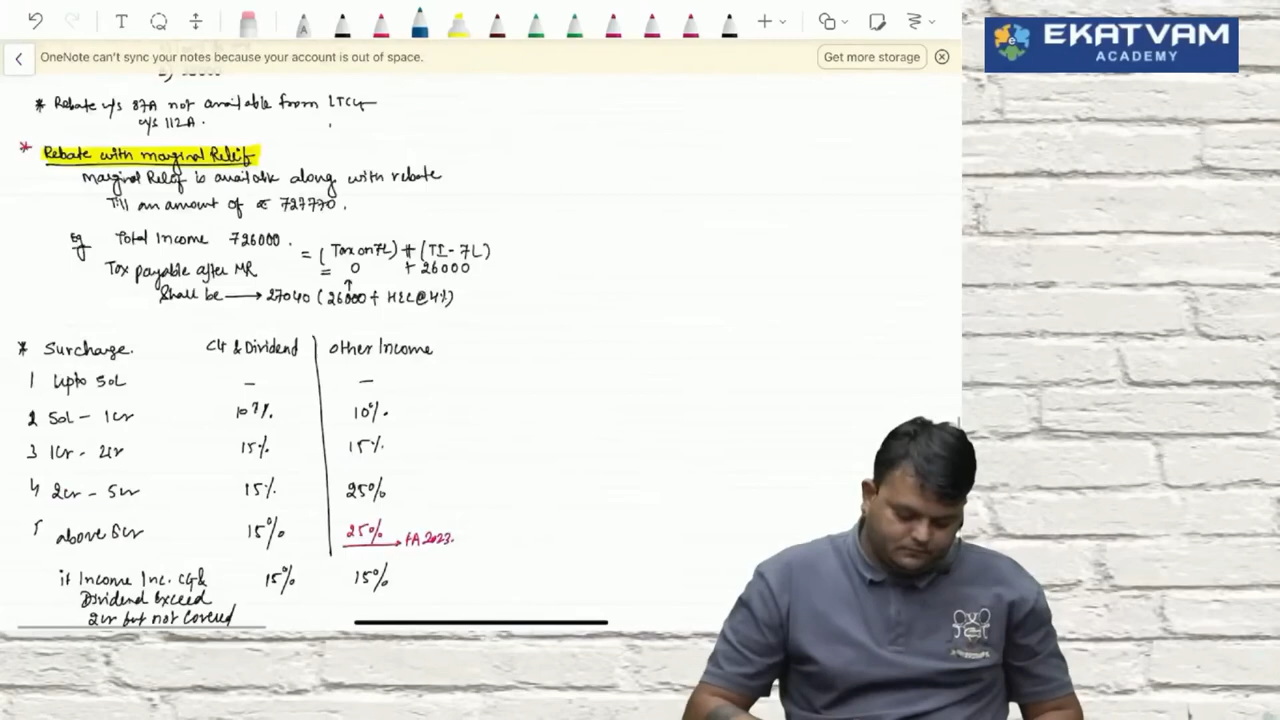 EKATVAM
ACADEMY
OneNote can't sync your notes because your account is out of space.
Get more storage
* Rebate u/s 87A not available from LTCG
u/s 112A.
* Rebate with marginal Releif
Marginal Relief is available along with rebate
Till an amount of ₹ 727770.
Eg Total Income 726000.
= (Tax on 7L) + (TI - 7L)
Tax payable after MR = 0 + 26000
Shall be → 27040 (26000 + HEC@4%)
* Surcharge. CG & Dividend Other Income
1 Upto 50L — —
2 50L - 1cr 10% 10%
3 1cr - 2cr 15% 15%
4 2cr - 5cr 15% 25%
5 above 5cr 15% 25% → FA 2023.
if Income Inc. CG & 15% 15%
Dividend Exceed
2cr but not Covered